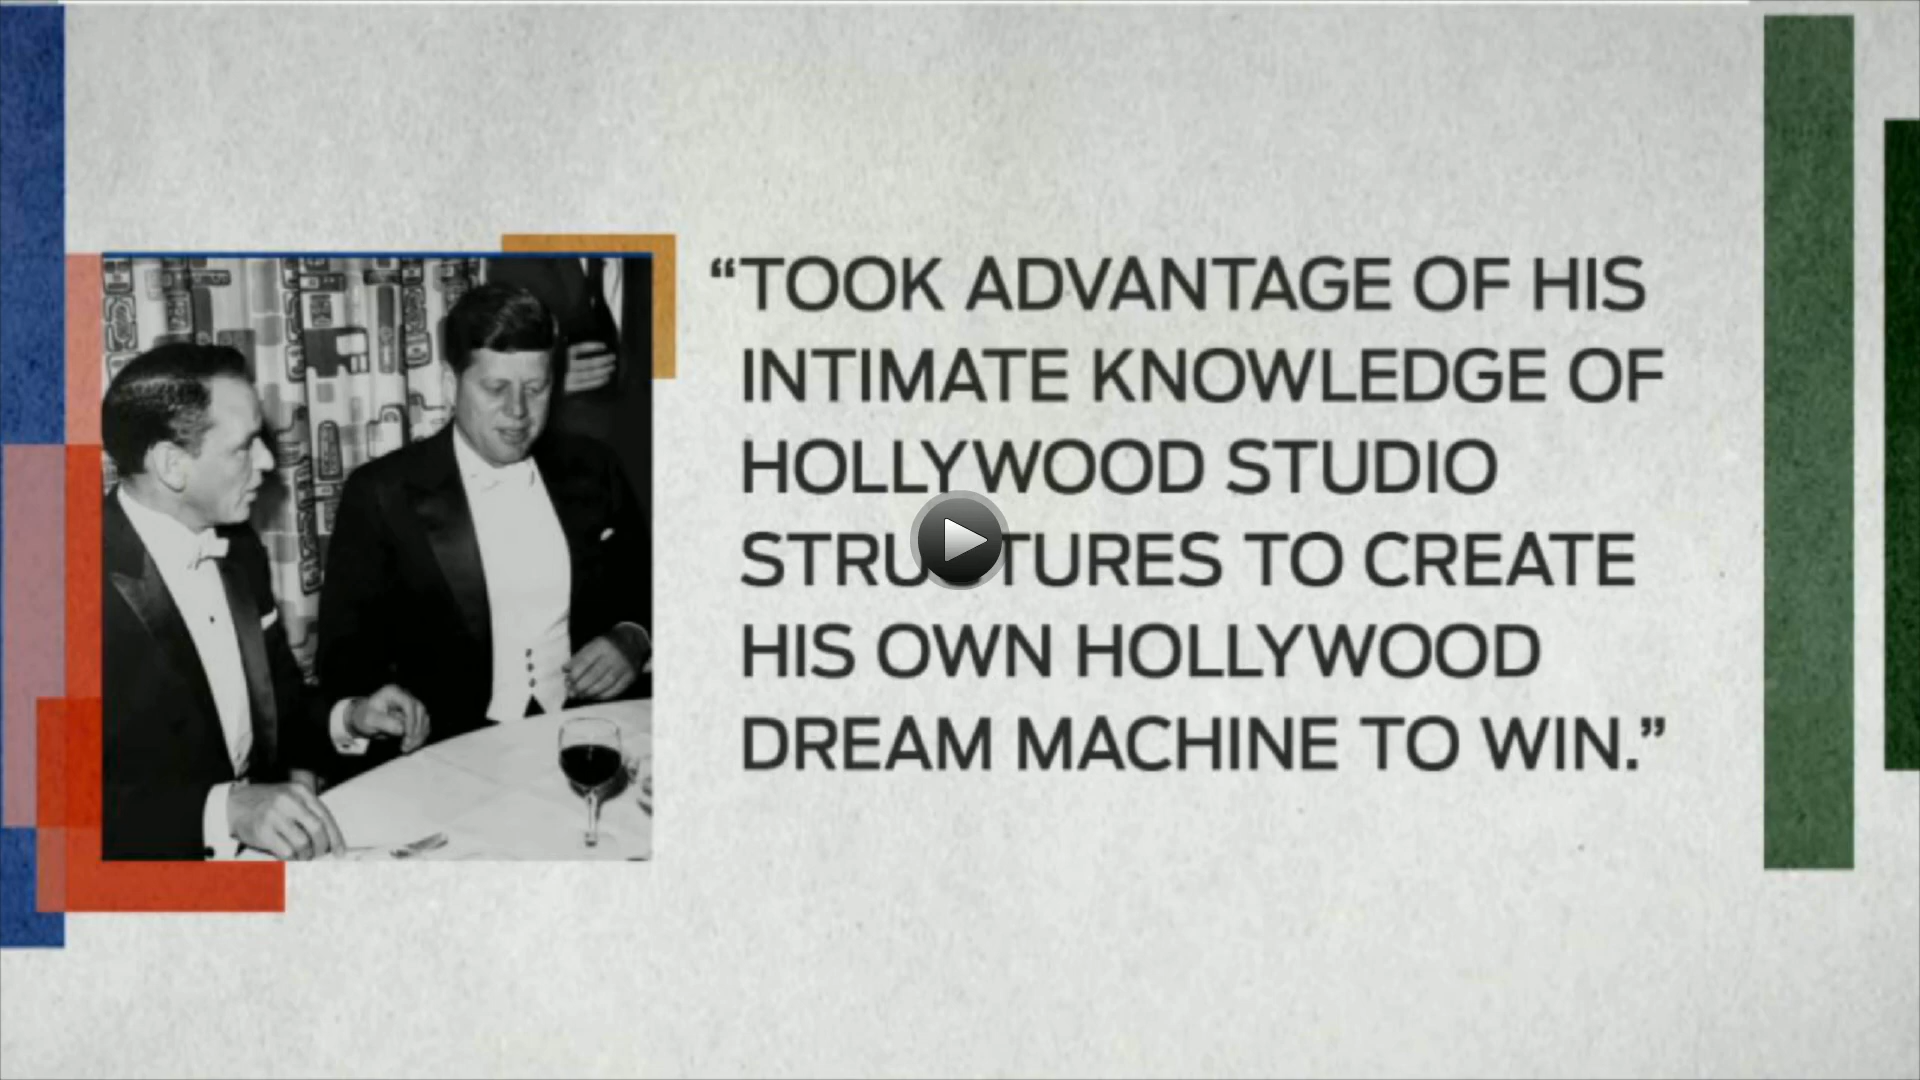 “TOOK ADVANTAGE OF HIS
INTIMATE KNOWLEDGE OF
HOLLYWOOD STUDIO
STRUCTURES TO CREATE
HIS OWN HOLLYWOOD
DREAM MACHINE TO WIN.”